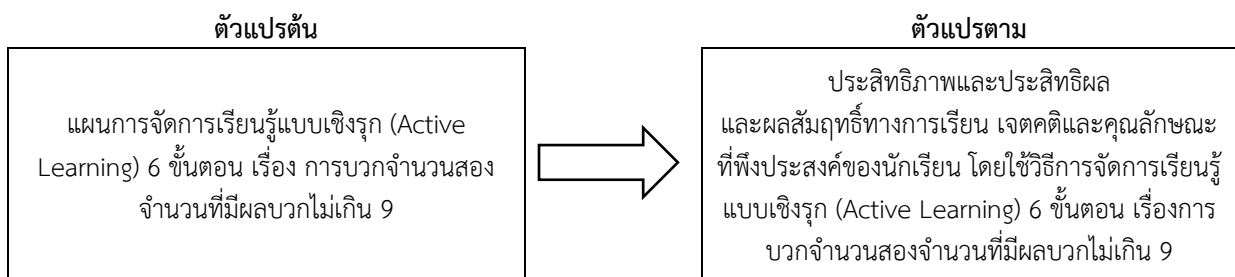 ตัวแปรต้น
แผนการจัดการเรียนรู้แบบเชิงรุก (Active
Learning) 6 ขั้นตอน เรื่อง การบวกจำนวนสอง
จำนวนที่มีผลบวกไม่เกิน 9
ตัวแปรตาม
ประสิทธิภาพและประสิทธิผล
และผลสัมฤทธิ์ทางการเรียน เจตคติและคุณลักษณะ
ที่พึงประสงค์ของนักเรียน โดยใช้วิธีการจัดการเรียนรู้
แบบเชิงรุก (Active Learning) 6 ขั้นตอน เรื่องการ
บวกจำนวนสองจำนวนที่มีผลบวกไม่เกิน 9